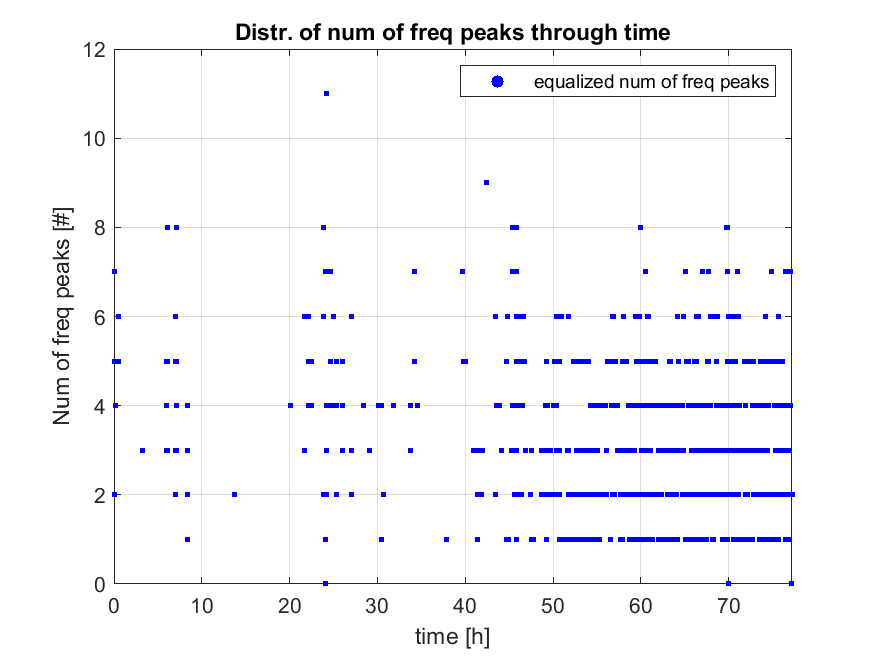 Distr. of num of freq peaks through time
equalized num of freq peaks
Num of freq peaks [#]
12
10
8
6
4
2
0
0 10 20 30 40 50 60 70
time [h]